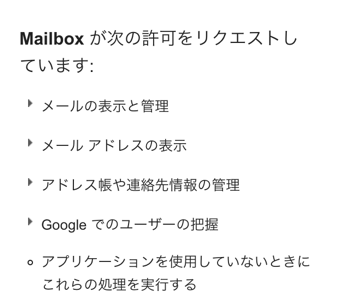 Mailbox が次の許可をリクエストし
ています:
メールの表示と管理
メール アドレスの表示
アドレス帳や連絡先情報の管理
Google でのユーザーの把握
アプリケーションを使用していないときに
これらの処理を実行する